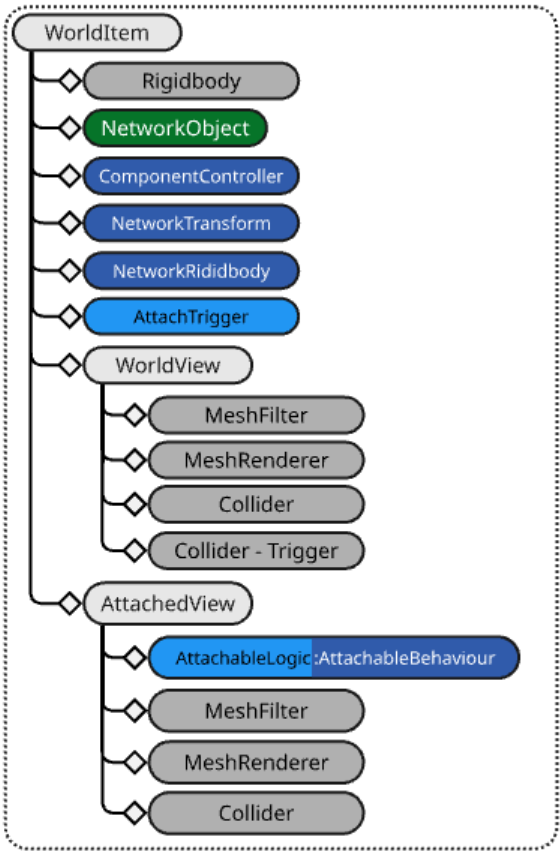 WorldItem
Rigidbody
NetworkObject
ComponentController
NetworkTransform
NetworkRididbody
AttachTrigger
WorldView
MeshFilter
MeshRenderer
Collider
Collider - Trigger
AttachedView
AttachableLogic:AttachableBehaviour
MeshFilter
MeshRenderer
Collider